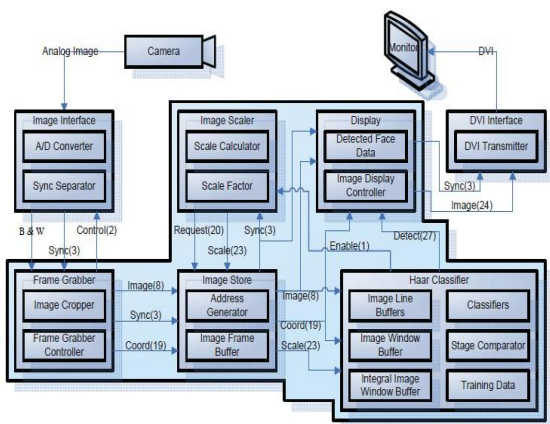 Analog Image
Camera
Monitor
DVI
Image Interface
A/D Converter
Sync Separator
Image Scaler
Scale Calculator
Scale Factor
Display
Detected Face
Data
Image Display
Controller
DVI Interface
DVI Transmitter
Sync(3)
Image(24)
B & W
Sync(3)
Control(2)
Request(20)
Scale(23)
Sync(3)
Enable(1)
Detect(27)
Frame Grabber
Image Cropper
Frame Grabber
Controller
Image(8)
Sync(3)
Coord(19)
Image Store
Address
Generator
Image Frame
Buffer
Image(8)
Coord(19)
Scale(23)
Haar Classifier
Image Line
Buffers
Image Window
Buffer
Integral Image
Window Buffer
Classifiers
Stage Comparator
Training Data